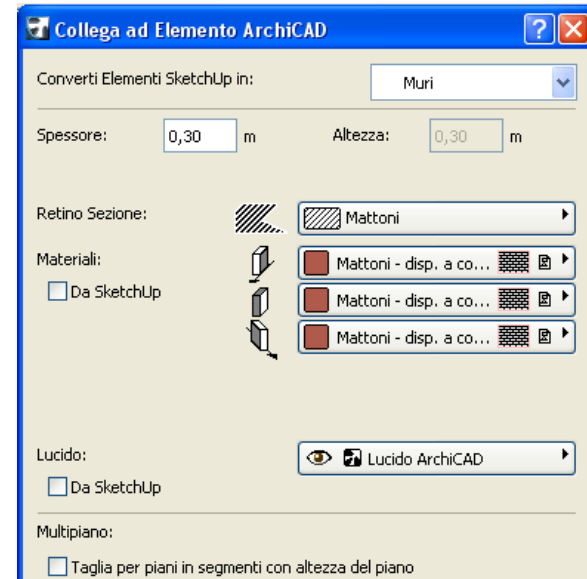 Collega ad Elemento ArchiCAD
Converti Elementi SketchUp in: Muri
Spessore: 0,30 m Altezza: 0,30 m
Retino Sezione: Mattoni
Materiali: Mattoni - disp. a co...
Da SketchUp Mattoni - disp. a co...
Mattoni - disp. a co...
Lucido: Lucido ArchiCAD
Da SketchUp
Multipiano:
Taglia per piani in segmenti con altezza del piano